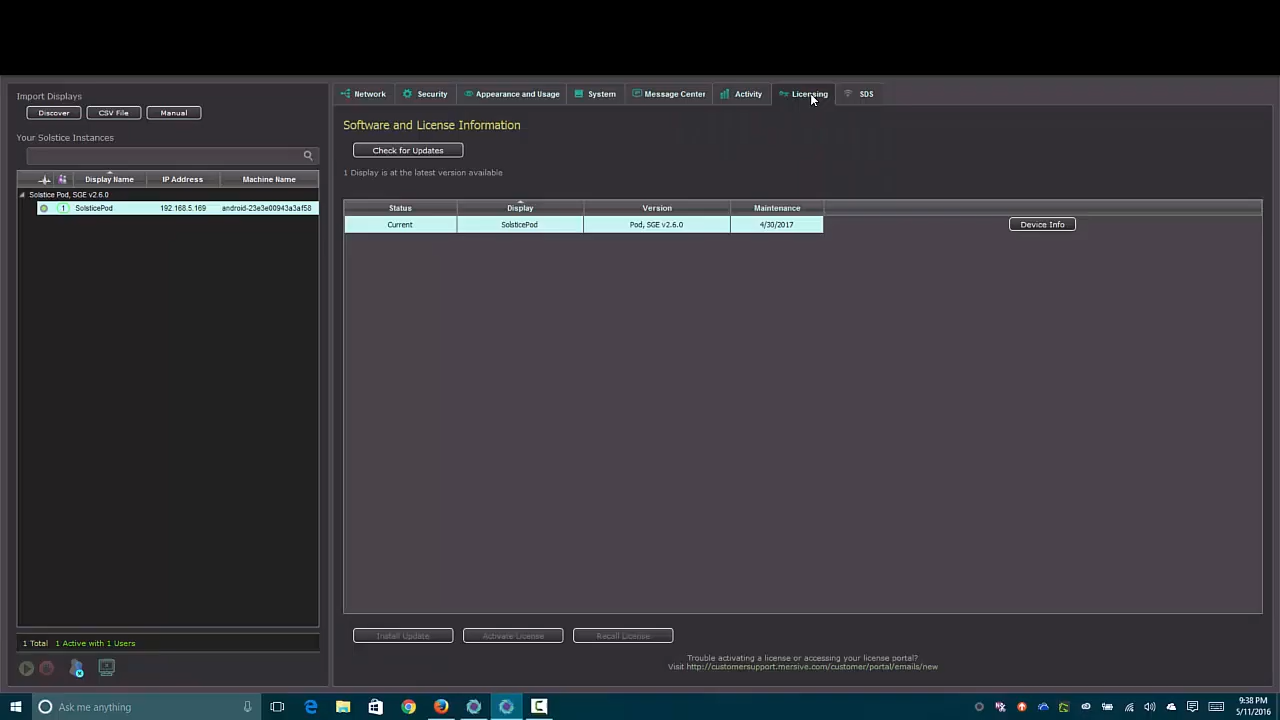 Import Displays
Discover CSV File Manual
Your Solstice Instances
Display Name IP Address Machine Name
Solstice Pod, SGE v2.6.0
1 SolsticePod 192.168.5.169 android-23e3e00943a3af58
1 Total 1 Active with 1 Users
Network Security Appearance and Usage System Message Center Activity Licensing SDS
Software and License Information
Check for Updates
1 Display is at the latest version available
Status Display Version Maintenance
Current SolsticePod Pod, SGE v2.6.0 4/30/2017 Device Info
Install Update Activate License Recall License
Trouble activating a license or accessing your license portal?
Visit http://customersupport.mersive.com/customer/portal/emails/new
Ask me anything
9:38 PM
5/11/2016